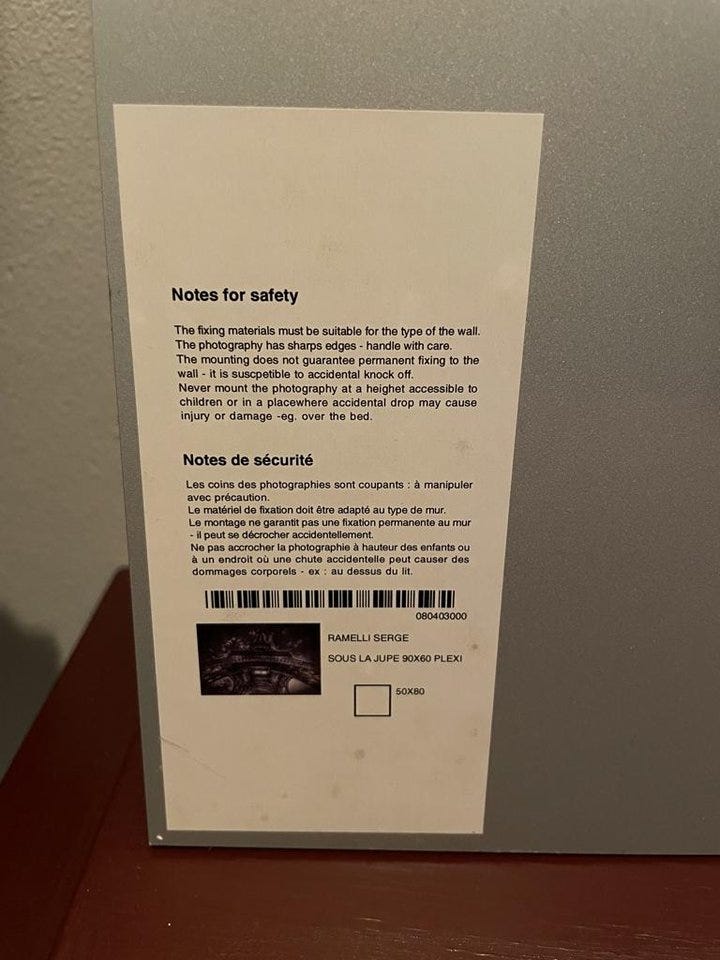 Notes for safety
The fixing materials must be suitable for the type of the wall.
The photography has sharps edges - handle with care.
The mounting does not guarantee permanent fixing to the
wall - it is suscpetible to accidental knock off.
Never mount the photography at a heighet accessible to
children or in a placewhere accidental drop may cause
injury or damage -eg. over the bed.
Notes de sécurité
Les coins des photographies sont coupants : à manipuler
avec précaution.
Le matériel de fixation doit être adapté au type de mur.
Le montage ne garantit pas une fixation permanente au mur
- il peut se décrocher accidentellement.
Ne pas accrocher la photographie à hauteur des enfants ou
à un endroit où une chute accidentelle peut causer des
dommages corporels - ex : au dessus du lit.
080403000
RAMELLI SERGE
SOUS LA JUPE 90X60 PLEXI
50X80